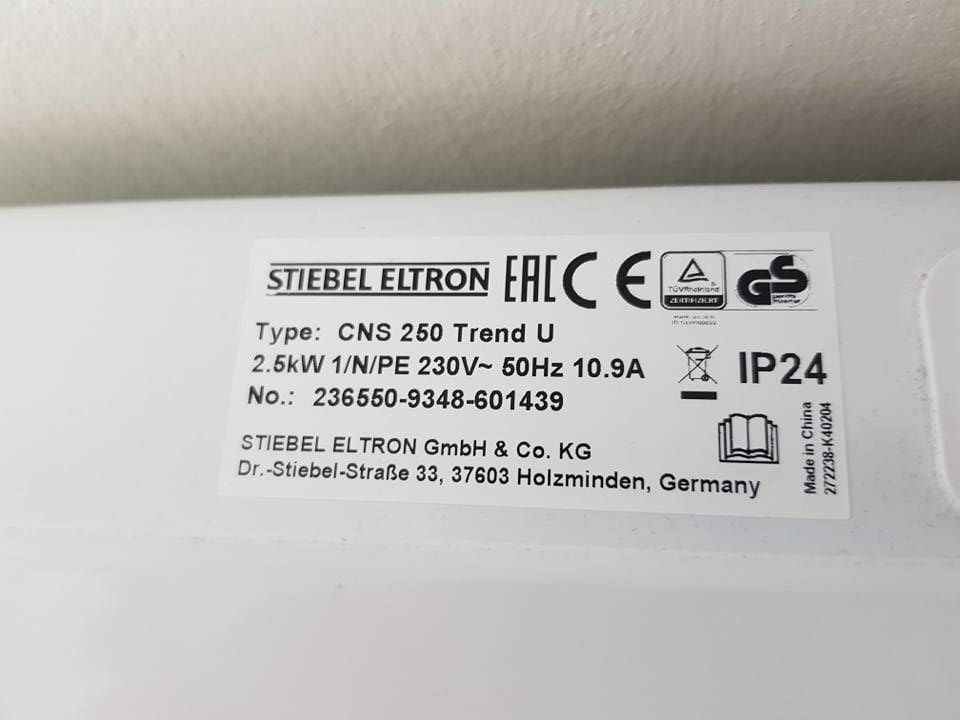 STIEBEL ELTRON EAC CE TÜVRheinland ZERTIFIZIERT GS
Type: CNS 250 Trend U
2.5kW 1/N/PE 230V~ 50Hz 10.9A
IP24
No.: 236550-9348-601439
STIEBEL ELTRON GmbH & Co. KG
Dr.-Stiebel-Straße 33, 37603 Holzminden, Germany
Made in China
272238-K40204